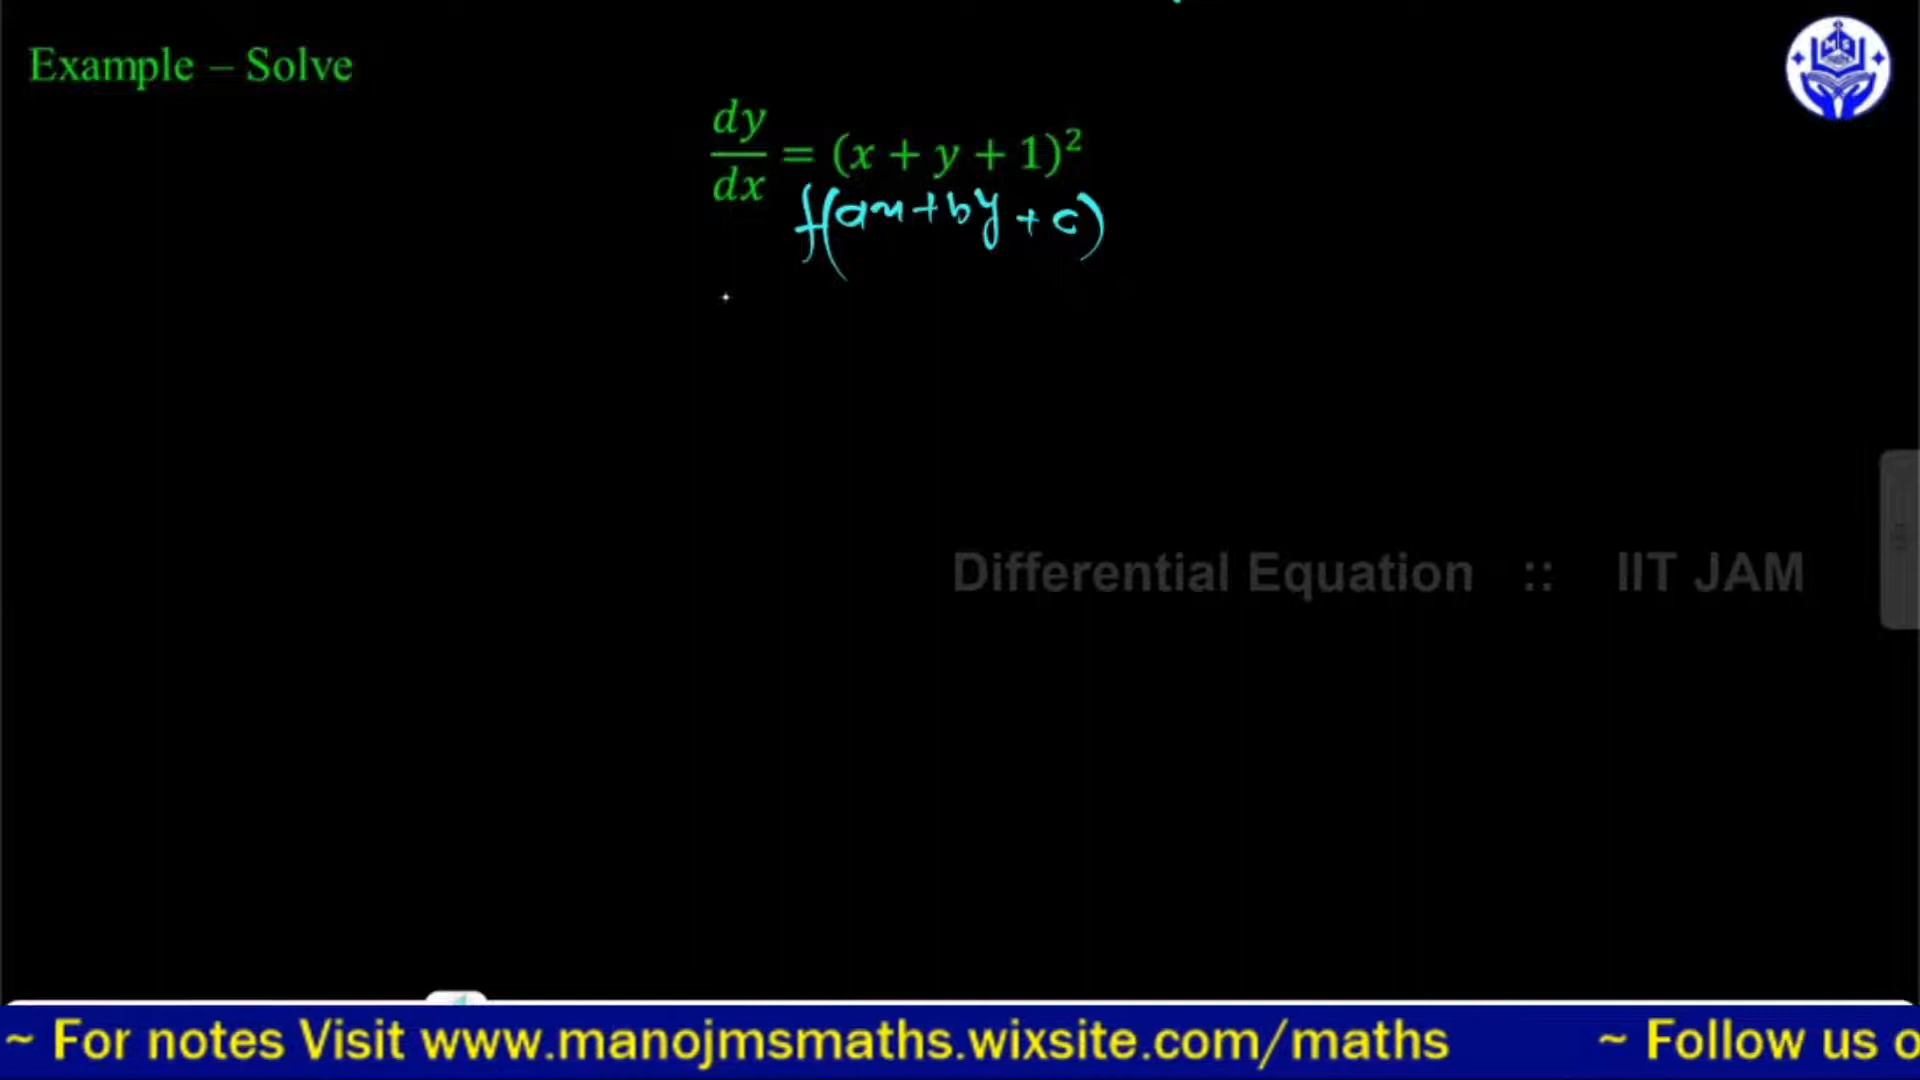 Example – Solve
dy/dx = (x + y + 1)²
f(ax+by+c)
Differential Equation :: IIT JAM
~ For notes Visit www.manojmsmaths.wixsite.com/maths ~ Follow us o